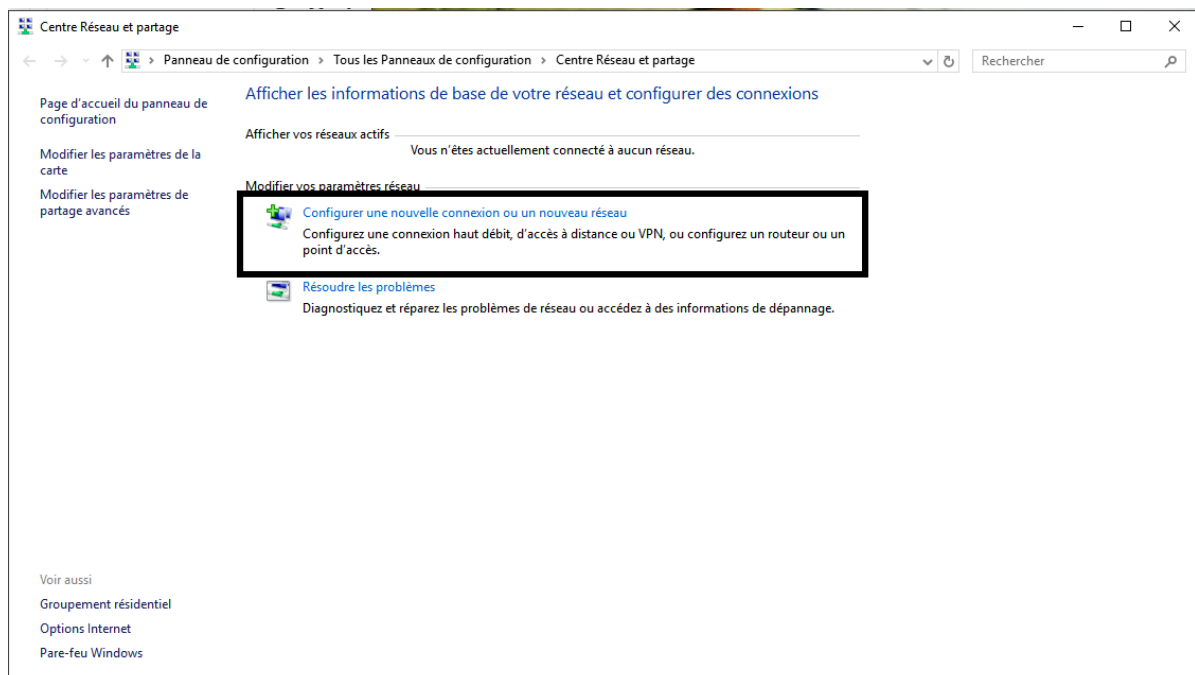 Centre Réseau et partage
Panneau de configuration > Tous les Panneaux de configuration > Centre Réseau et partage
Rechercher
Page d'accueil du panneau de
configuration
Modifier les paramètres de la
carte
Modifier les paramètres de
partage avancés
Afficher les informations de base de votre réseau et configurer des connexions
Afficher vos réseaux actifs
Vous n'êtes actuellement connecté à aucun réseau.
Modifier vos paramètres réseau
Configurer une nouvelle connexion ou un nouveau réseau
Configurez une connexion haut débit, d'accès à distance ou VPN, ou configurez un routeur ou un
point d'accès.
Résoudre les problèmes
Diagnostiquez et réparez les problèmes de réseau ou accédez à des informations de dépannage.
Voir aussi
Groupement résidentiel
Options Internet
Pare-feu Windows